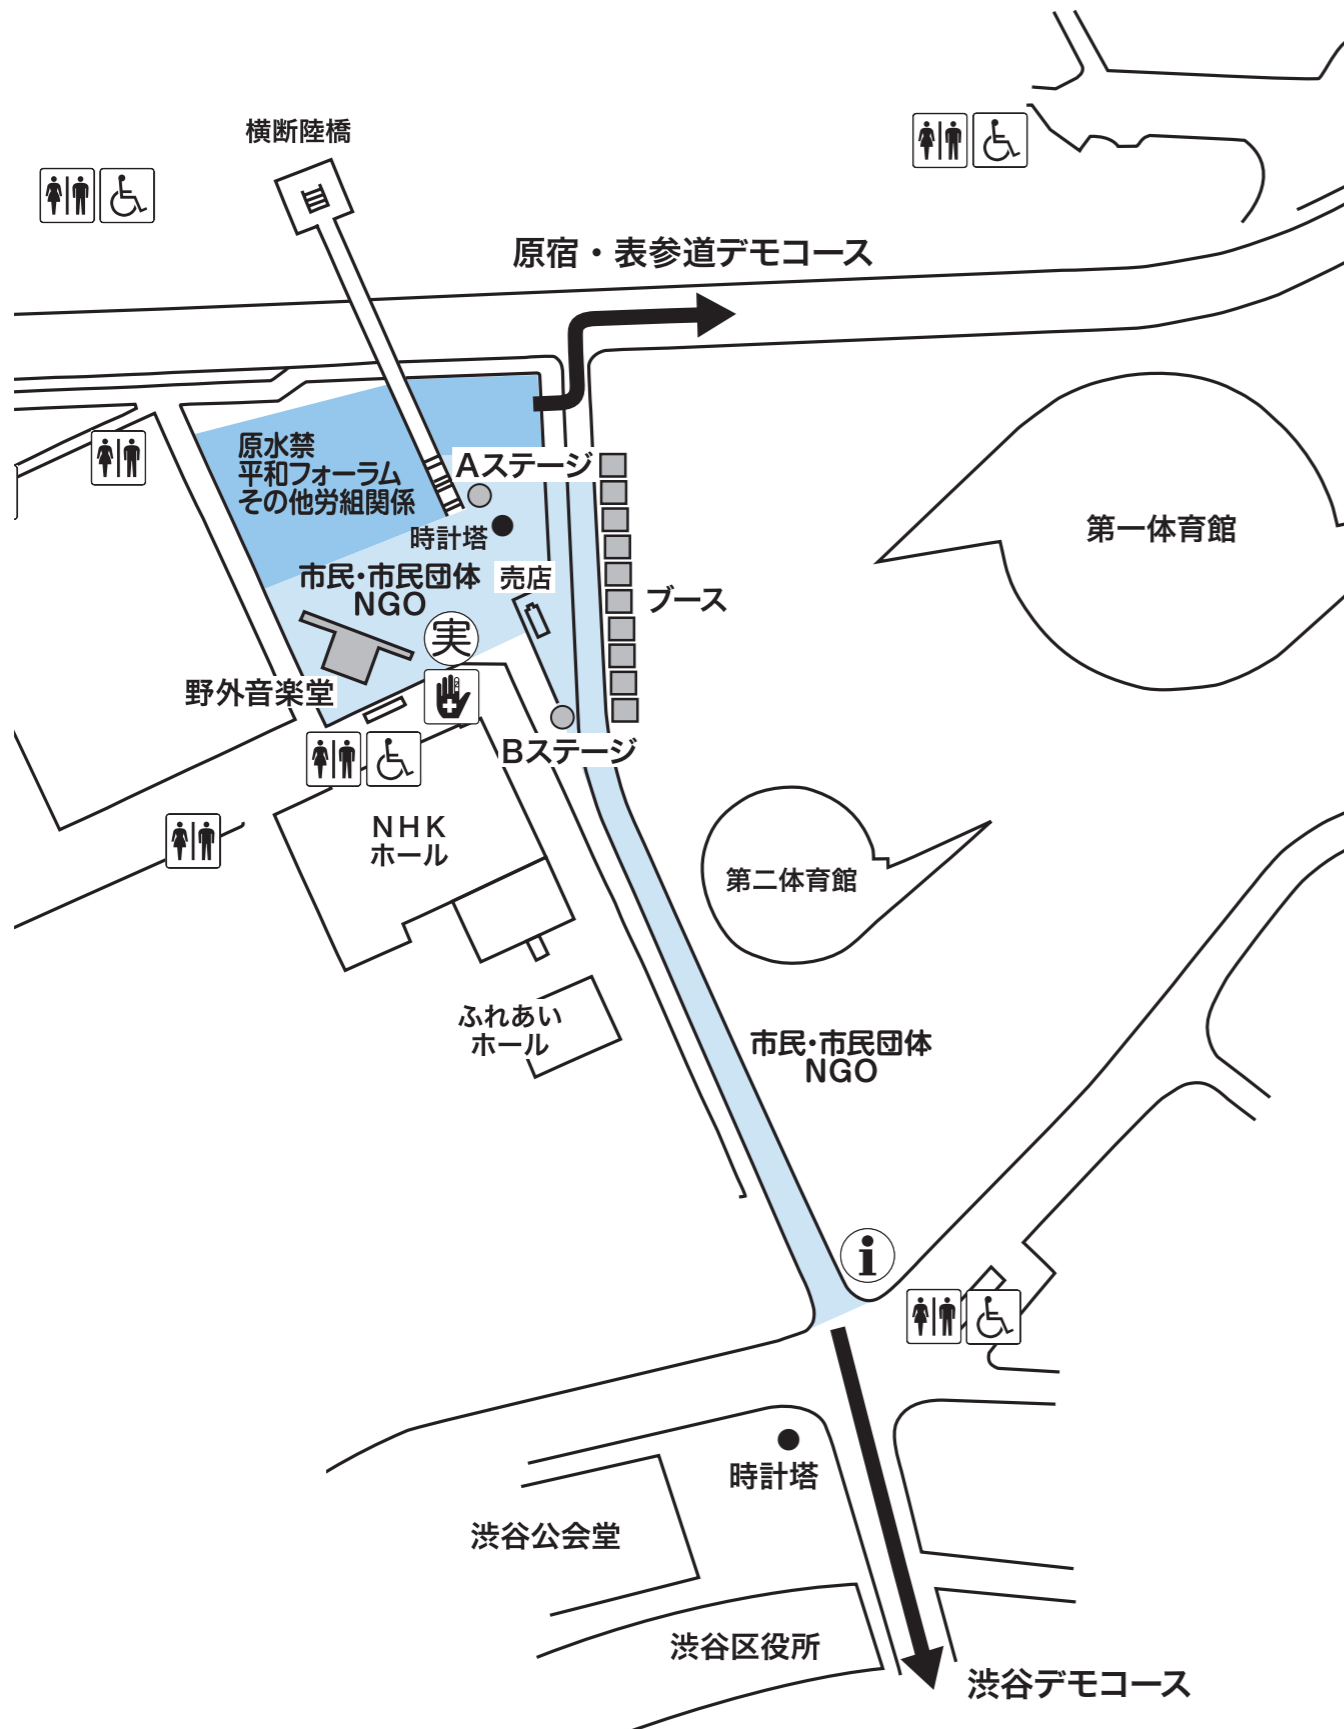 横断陸橋
原宿・表参道デモコース
原水禁
平和フォーラム
その他労組関係
Aステージ
時計塔
市民・市民団体
NGO
売店
ブース
第一体育館
実
野外音楽堂
Bステージ
NHK
ホール
第二体育館
ふれあい
ホール
市民・市民団体
NGO
i
時計塔
渋谷公会堂
渋谷区役所
渋谷デモコース